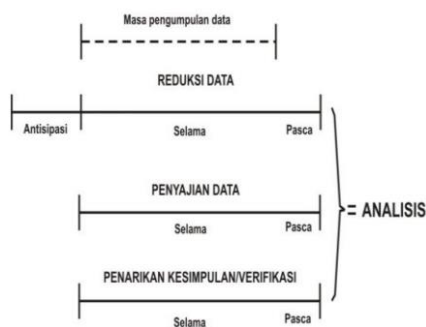 Masa pengumpulan data
REDUKSI DATA
Antisipasi Selama Pasca
PENYAJIAN DATA
Selama Pasca
= ANALISIS
PENARIKAN KESIMPULAN/VERIFIKASI
Selama Pasca